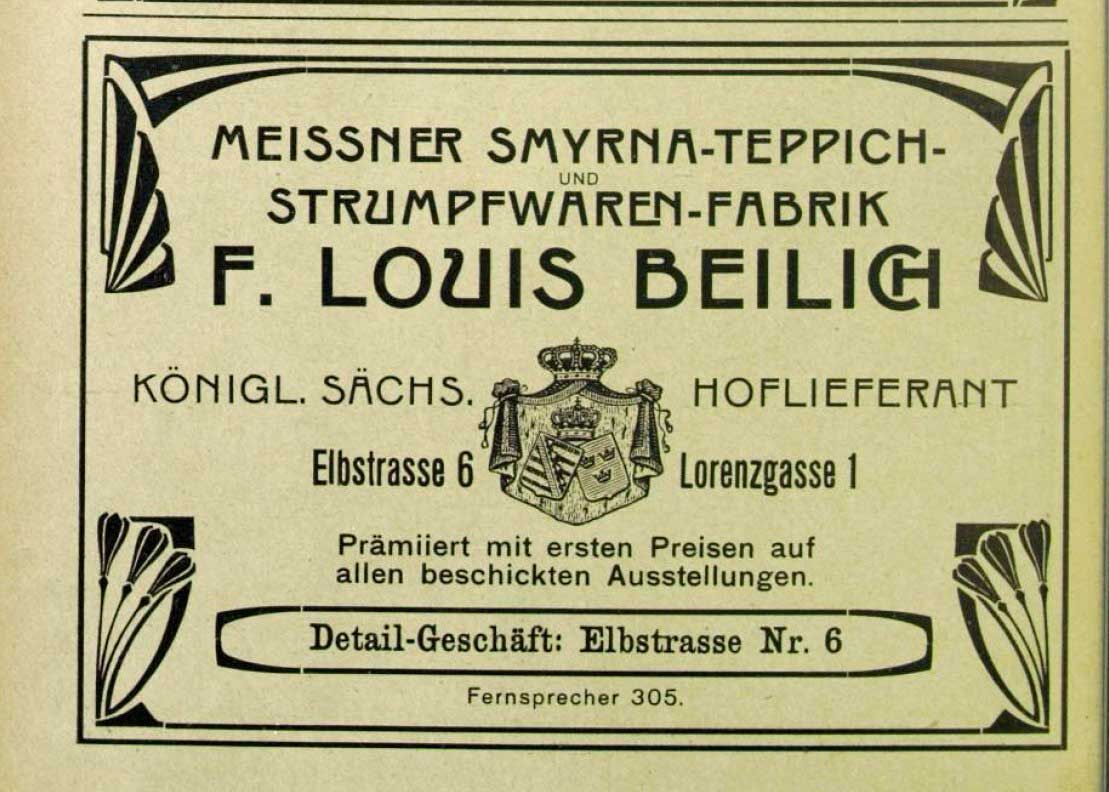 MEISSNER SMYRNA-TEPPICH-
UND
STRUMPFWAREN-FABRIK
F. LOUIS BEILICH
KÖNIGL. SÄCHS. HOFLIEFERANT
Elbstrasse 6 Lorenzgasse 1
Prämiiert mit ersten Preisen auf
allen beschickten Ausstellungen.
Detail-Geschäft: Elbstrasse Nr. 6
Fernsprecher 305.